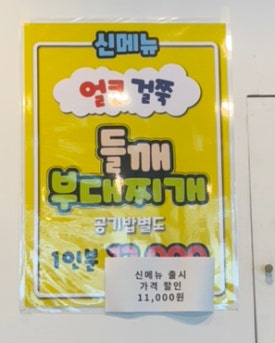 신메뉴
얼큰 걸쭉
들깨
부대찌개
공기밥별도
1인분
신메뉴 출시
가격 할인
11,000원